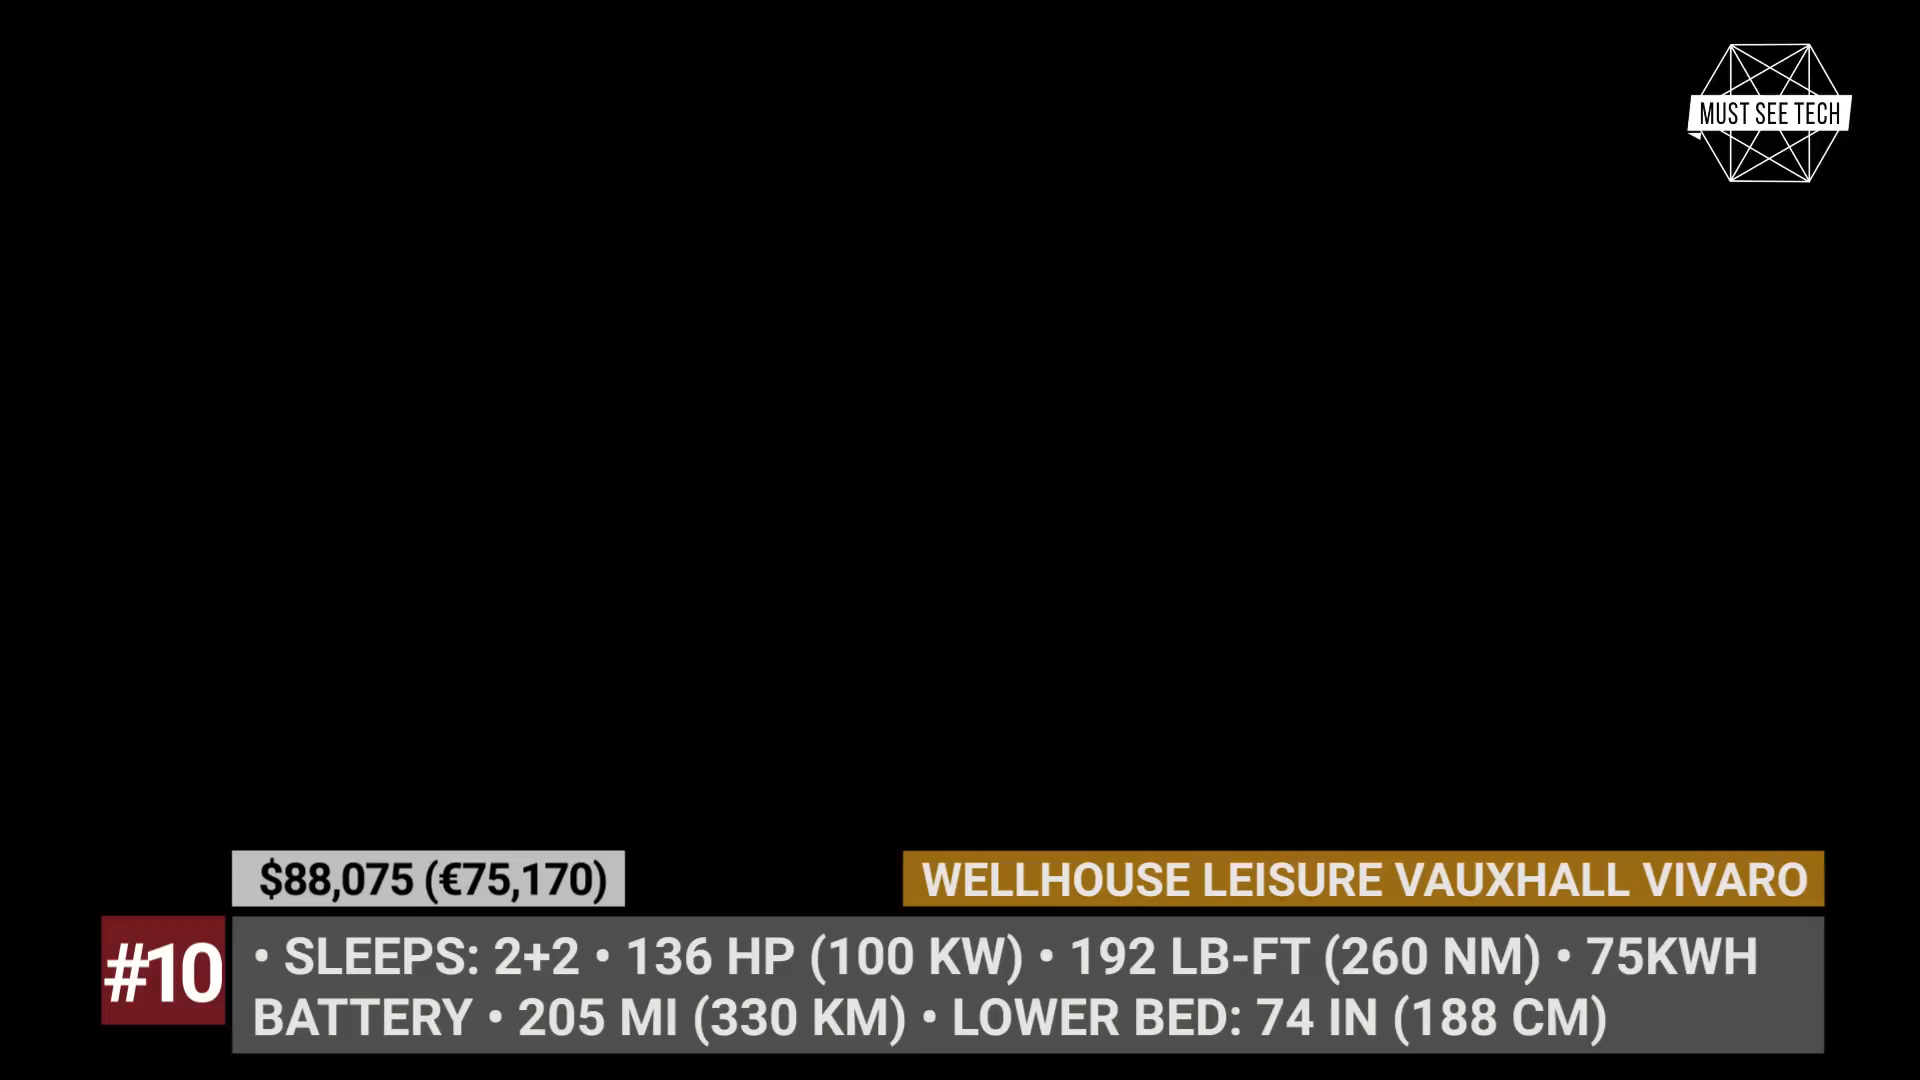 MUST SEE TECH
$88,075 (€75,170)
WELLHOUSE LEISURE VAUXHALL VIVARO
#10
• SLEEPS: 2+2 • 136 HP (100 KW) • 192 LB-FT (260 NM) • 75KWH
BATTERY • 205 MI (330 KM) • LOWER BED: 74 IN (188 CM)